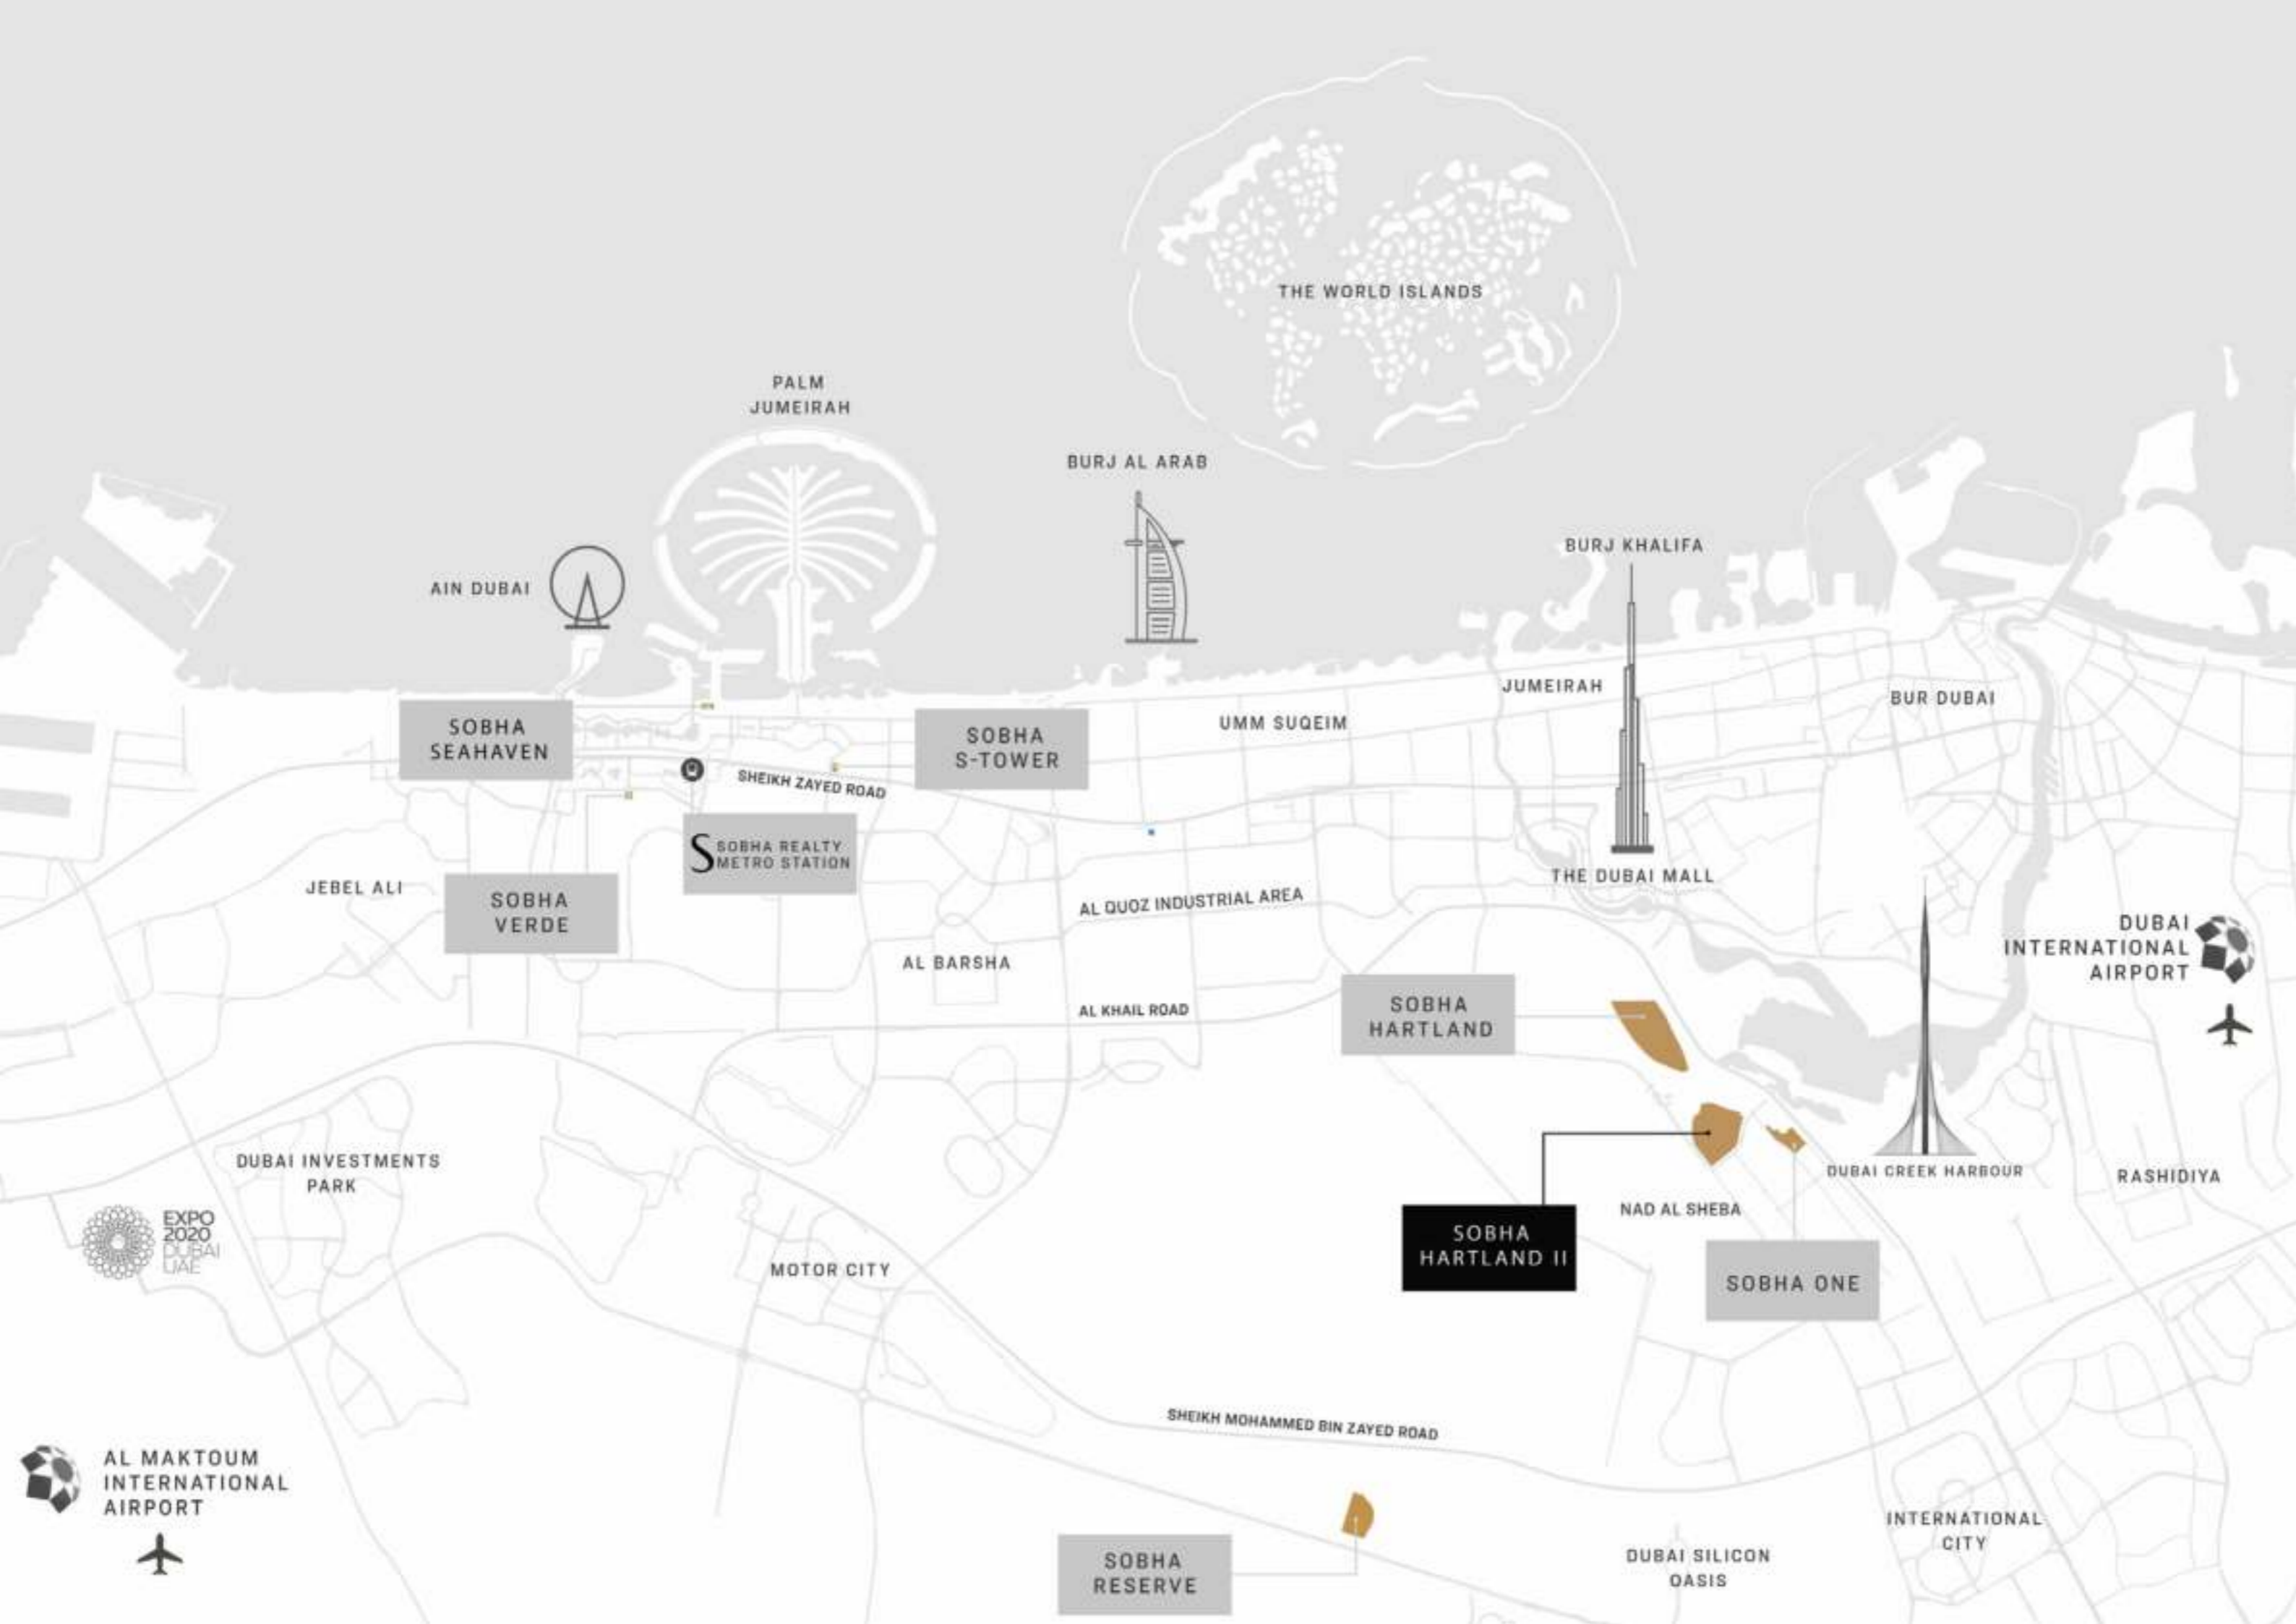 THE WORLD ISLANDS
PALM
JUMEIRAH
BURJ AL ARAB
BURJ KHALIFA
AIN DUBAI
JUMEIRAH
BUR DUBAI
SOBHA
SEAHAVEN
SOBHA
S-TOWER
UMM SUQEIM
SHEIKH ZAYED ROAD
S SOBHA REALTY
METRO STATION
JEBEL ALI
SOBHA
VERDE
THE DUBAI MALL
AL QUOZ INDUSTRIAL AREA
DUBAI
INTERNATIONAL
AIRPORT
AL BARSHA
AL KHAIL ROAD
SOBHA
HARTLAND
DUBAI INVESTMENTS
PARK
DUBAI CREEK HARBOUR
RASHIDIYA
NAD AL SHEBA
EXPO
2020
DUBAI
UAE
SOBHA
HARTLAND II
MOTOR CITY
SOBHA ONE
SHEIKH MOHAMMED BIN ZAYED ROAD
AL MAKTOUM
INTERNATIONAL
AIRPORT
INTERNATIONAL
CITY
SOBHA
RESERVE
DUBAI SILICON
OASIS